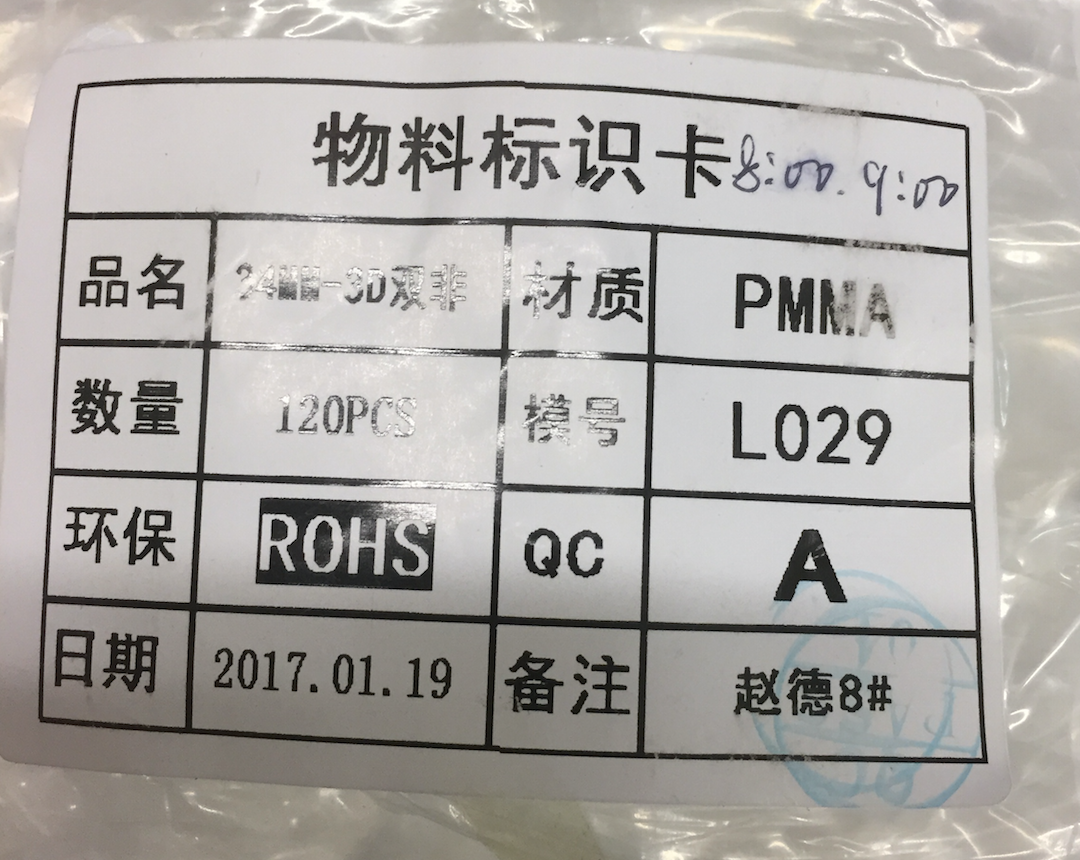 物料标识卡 8:00. 9:00
品名 34MM-3D双非 材质 PMMA
数量 120PCS 模号 L029
环保 ROHS QC A
日期 2017.01.19 备注 赵德8#